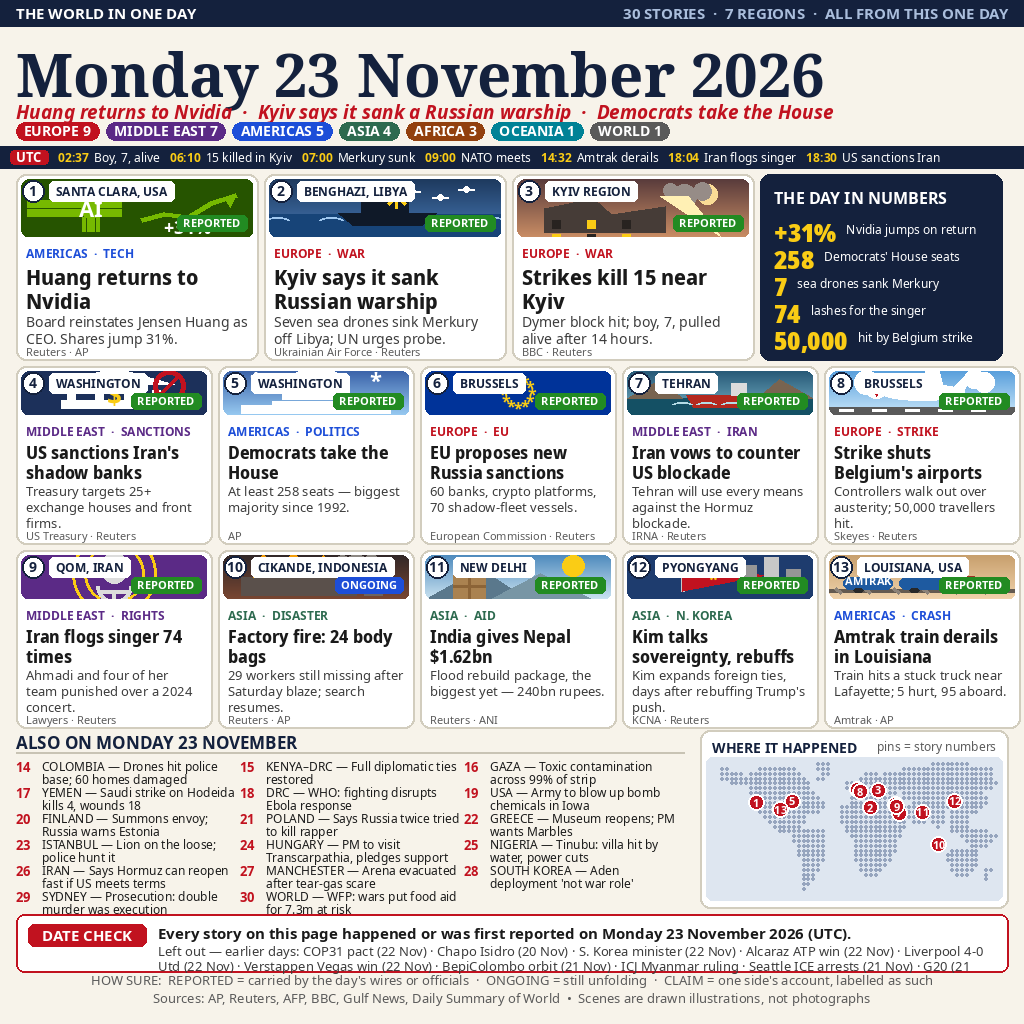 THE WORLD IN ONE DAY
30 STORIES · 7 REGIONS · ALL FROM THIS ONE DAY
Monday 23 November 2026
Huang returns to Nvidia · Kyiv says it sank a Russian warship · Democrats take the House
EUROPE 9 MIDDLE EAST 7 AMERICAS 5 ASIA 4 AFRICA 3 OCEANIA 1 WORLD 1
UTC 02:37 Boy, 7, alive 06:10 15 killed in Kyiv 07:00 Merkury sunk 09:00 NATO meets 14:32 Amtrak derails 18:04 Iran flogs singer 18:30 US sanctions Iran
1 SANTA CLARA, USA
AI
REPORTED
AMERICAS · TECH
Huang returns to
Nvidia
Board reinstates Jensen Huang as
CEO. Shares jump 31%.
Reuters · AP
2 BENGHAZI, LIBYA
REPORTED
EUROPE · WAR
Kyiv says it sank
Russian warship
Seven sea drones sink Merkury
off Libya; UN urges probe.
Ukrainian Air Force · Reuters
3 KYIV REGION
REPORTED
EUROPE · WAR
Strikes kill 15 near
Kyiv
Dymer block hit; boy, 7, pulled
alive after 14 hours.
BBC · Reuters
THE DAY IN NUMBERS
+31% Nvidia jumps on return
258 Democrats' House seats
7 sea drones sank Merkury
74 lashes for the singer
50,000 hit by Belgium strike
4 WASHINGTON
$
REPORTED
MIDDLE EAST · SANCTIONS
US sanctions Iran's
shadow banks
Treasury targets 25+
exchange houses and front
firms.
US Treasury · Reuters
5 WASHINGTON
REPORTED
AMERICAS · POLITICS
Democrats take the
House
At least 258 seats — biggest
majority since 1992.
AP
6 BRUSSELS
REPORTED
EUROPE · EU
EU proposes new
Russia sanctions
60 banks, crypto platforms,
70 shadow-fleet vessels.
European Commission · Reuters
7 TEHRAN
REPORTED
MIDDLE EAST · IRAN
Iran vows to counter
US blockade
Tehran will use every means
against the Hormuz
blockade.
IRNA · Reuters
8 BRUSSELS
REPORTED
EUROPE · STRIKE
Strike shuts
Belgium's airports
Controllers walk out over
austerity; 50,000 travellers
hit.
Skeyes · Reuters
9 QOM, IRAN
REPORTED
MIDDLE EAST · RIGHTS
Iran flogs singer 74
times
Ahmadi and four of her
team punished over a 2024
concert.
Lawyers · Reuters
10 CIKANDE, INDONESIA
ONGOING
ASIA · DISASTER
Factory fire: 24 body
bags
29 workers still missing after
Saturday blaze; search
resumes.
Reuters · AP
11 NEW DELHI
REPORTED
ASIA · AID
India gives Nepal
$1.62bn
Flood rebuild package, the
biggest yet — 240bn rupees.
Reuters · ANI
12 PYONGYANG
REPORTED
ASIA · N. KOREA
Kim talks
sovereignty, rebuffs
Kim expands foreign ties,
days after rebuffing Trump's
push.
KCNA · Reuters
13 LOUISIANA, USA
AMTRAK
REPORTED
AMERICAS · CRASH
Amtrak train derails
in Louisiana
Train hits a stuck truck near
Lafayette; 5 hurt, 95 aboard.
Amtrak · AP
ALSO ON MONDAY 23 NOVEMBER
14 COLOMBIA — Drones hit police
base; 60 homes damaged
15 KENYA–DRC — Full diplomatic ties
restored
16 GAZA — Toxic contamination
across 99% of strip
17 YEMEN — Saudi strike on Hodeida
kills 4, wounds 18
18 DRC — WHO: fighting disrupts
Ebola response
19 USA — Army to blow up bomb
chemicals in Iowa
20 FINLAND — Summons envoy;
Russia warns Estonia
21 POLAND — Says Russia twice tried
to kill rapper
22 GREECE — Museum reopens; PM
wants Marbles
23 ISTANBUL — Lion on the loose;
police hunt it
24 HUNGARY — PM to visit
Transcarpathia, pledges support
25 NIGERIA — Tinubu: villa hit by
water, power cuts
26 IRAN — Says Hormuz can reopen
fast if US meets terms
27 MANCHESTER — Arena evacuated
after tear-gas scare
28 SOUTH KOREA — Aden
deployment 'not war role'
29 SYDNEY — Prosecution: double
murder was execution
30 WORLD — WFP: wars put food aid
for 7.3m at risk
WHERE IT HAPPENED pins = story numbers
1 5 8 3 2 9 11 12 10
DATE CHECK
Every story on this page happened or was first reported on Monday 23 November 2026 (UTC).
Left out — earlier days: COP31 pact (22 Nov) · Chapo Isidro (20 Nov) · S. Korea minister (22 Nov) · Alcaraz ATP win (22 Nov) · Liverpool 4-0
Utd (22 Nov) · Verstappen Vegas win (22 Nov) · BepiColombo orbit (21 Nov) · ICJ Myanmar ruling · Seattle ICE arrests (21 Nov) · G20 (21
HOW SURE: REPORTED = carried by the day's wires or officials · ONGOING = still unfolding · CLAIM = one side's account, labelled as such
Sources: AP, Reuters, AFP, BBC, Gulf News, Daily Summary of World • Scenes are drawn illustrations, not photographs